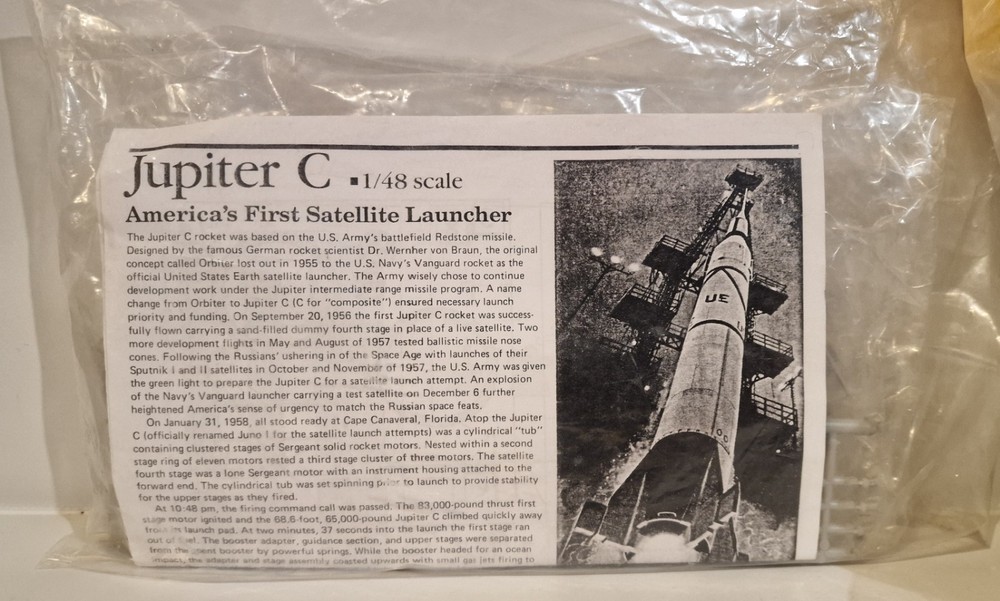 Jupiter C ■ 1/48 scale
America's First Satellite Launcher
The Jupiter C rocket was based on the U.S. Army's battlefield Redstone missile.
Designed by the famous German rocket scientist Dr. Wernher von Braun, the original
concept called Orbiter lost out in 1955 to the U.S. Navy's Vanguard rocket as the
official United States Earth satellite launcher. The Army wisely chose to continue
development work under the Jupiter intermediate range missile program. A name
change from Orbiter to Jupiter C (C for "composite") ensured necessary launch
priority and funding. On September 20, 1956 the first Jupiter C rocket was success-
fully flown carrying a sand-filled dummy fourth stage in place of a live satellite. Two
more development flights in May and August of 1957 tested ballistic missile nose
cones. Following the Russians' ushering in of the Space Age with launches of their
Sputnik I and II satellites in October and November of 1957, the U.S. Army was given
the green light to prepare the Jupiter C for a satellite launch attempt. An explosion
of the Navy's Vanguard launcher carrying a test satellite on December 6 further
heightened America's sense of urgency to match the Russian space feats.
On January 31, 1958, all stood ready at Cape Canaveral, Florida. Atop the Jupiter
C (officially renamed Juno I for the satellite launch attempts) was a cylindrical "tub"
containing clustered stages of Sergeant solid rocket motors. Nested within a second
stage ring of eleven motors rested a third stage cluster of three motors. The satellite
fourth stage was a lone Sergeant motor with an instrument housing attached to the
forward end. The cylindrical tub was set spinning prior to launch to provide stability
for the upper stages as they fired.
At 10:48 pm, the firing command call was passed. The 83,000-pound thrust first
stage motor ignited and the 68.6-foot, 65,000-pound Jupiter C climbed quickly away
from its launch pad. At two minutes, 37 seconds into the launch the first stage ran
out of fuel. The booster adapter, guidance section, and upper stages were separated
from the spent booster by powerful springs. While the booster headed for an ocean
impact, the adapter and stage assembly coasted upwards with small gas jets firing to
UE